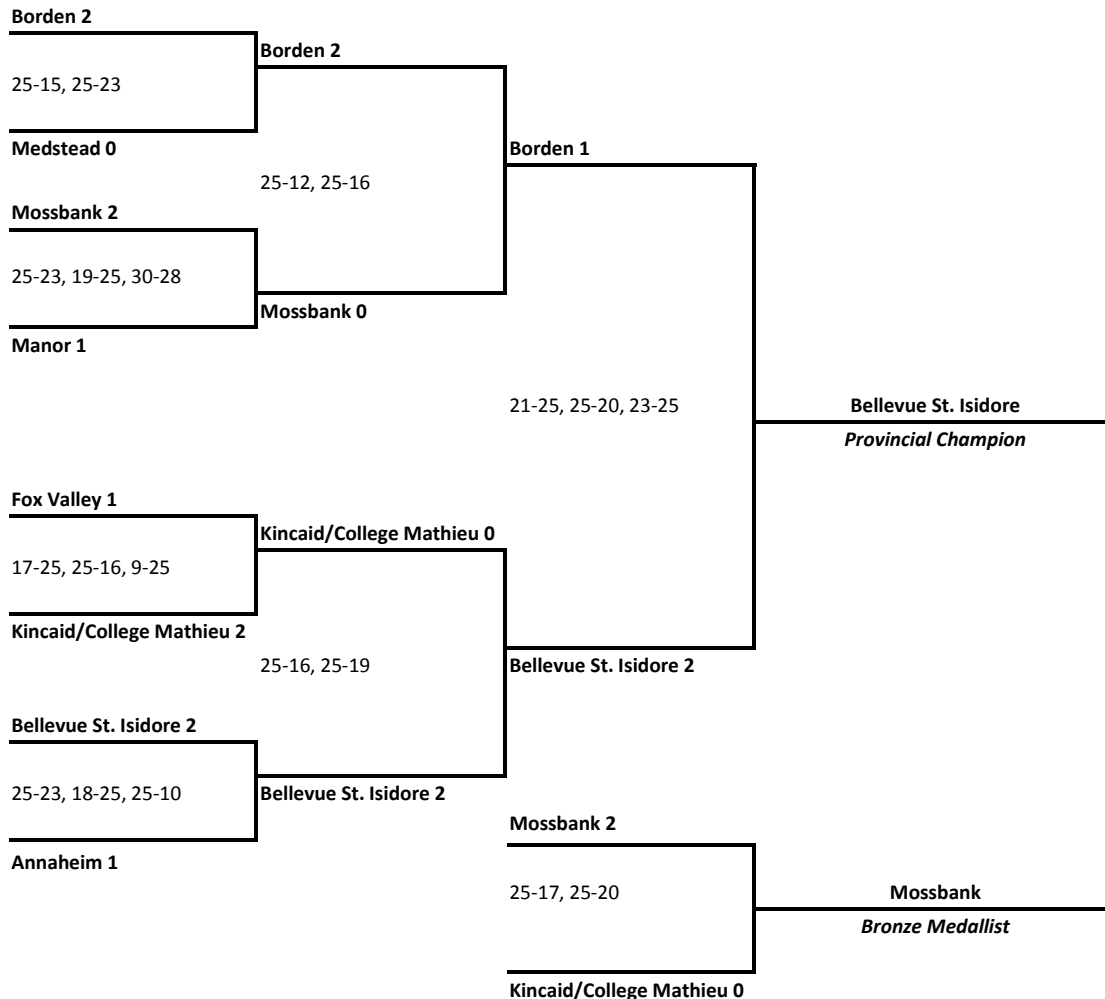 Borden 2
25-15, 25-23
Medstead 0
Mossbank 2
25-23, 19-25, 30-28
Manor 1
Borden 2
25-12, 25-16
Mossbank 0
Fox Valley 1
17-25, 25-16, 9-25
Kincaid/College Mathieu 2
Bellevue St. Isidore 2
25-23, 18-25, 25-10
Annaheim 1
Kincaid/College Mathieu 0
25-16, 25-19
Bellevue St. Isidore 2
Borden 1
21-25, 25-20, 23-25
Bellevue St. Isidore 2
Bellevue St. Isidore
Provincial Champion
Mossbank 2
25-17, 25-20
Kincaid/College Mathieu 0
Mossbank
Bronze Medallist